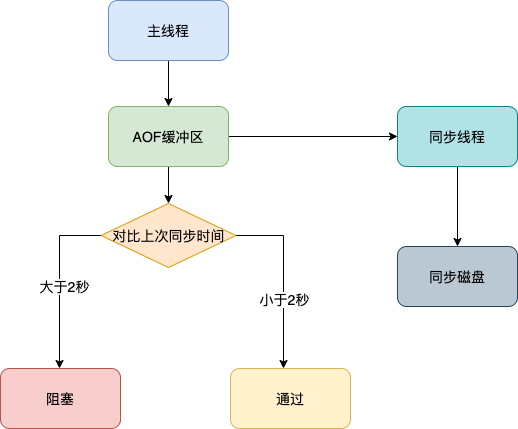 主线程
AOF缓冲区
同步线程
对比上次同步时间
同步磁盘
大于2秒
小于2秒
阻塞
通过